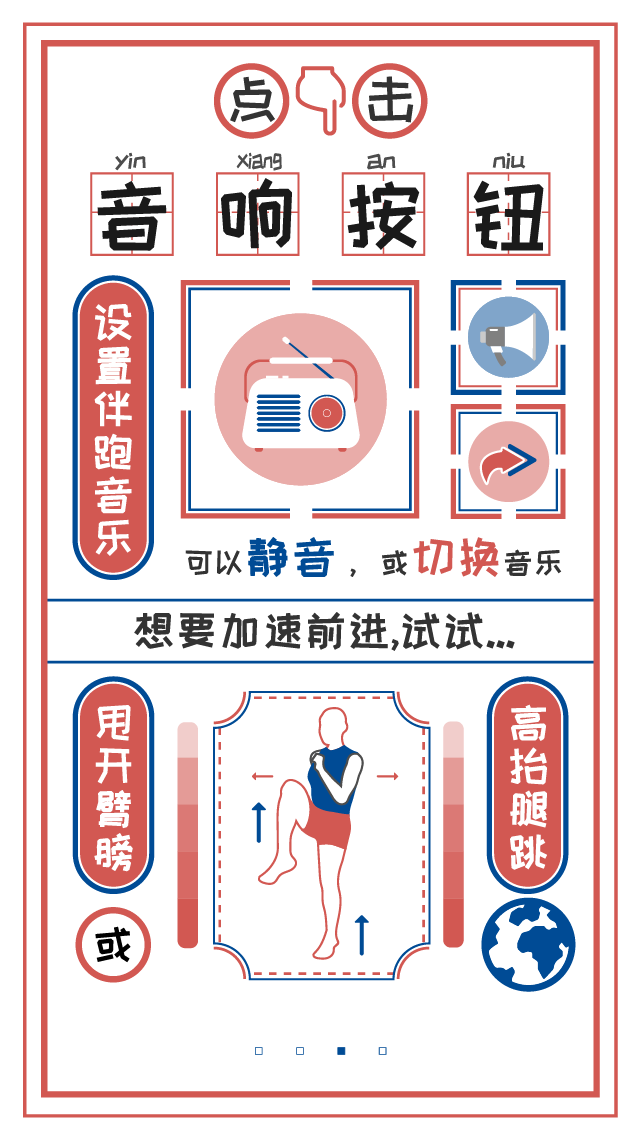 点击
yin xiang an niu
音响按钮
设置伴跑音乐
可以静音，或切换音乐
想要加速前进,试试...
甩开臂膀
或
高抬腿跳